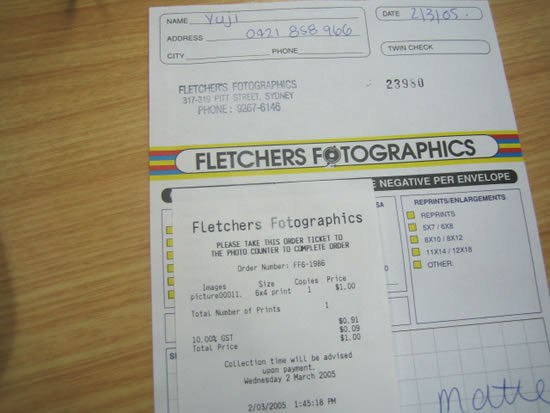 NAME Yuji
DATE 2/3/05.
ADDRESS 0421 858 966
CITY PHONE
TWIN CHECK
FLETCHERS FOTOGRAPHICS
317-319 PITT STREET, SYDNEY
PHONE: 9267-6146
23980
FLETCHERS FOTOGRAPHICS
E NEGATIVE PER ENVELOPE
REPRINTS/ENLARGEMENTS
REPRINTS
6X7 / 6X8
8X10 / 8X12
11X14 / 12X18
OTHER:
Fletchers Fotographics
PLEASE TAKE THIS ORDER TICKET TO
THE PHOTO COUNTER TO COMPLETE ORDER
Order Number: FFG-1986
Images Size Copies Price
picture00011. 6x4 print 1 $1.00
Total Number of Prints 1
$0.91
10.00% GST $0.09
Total Price $1.00
Collection time will be advised
upon payment.
Wednesday 2 March 2005
2/03/2005 1:45:18 PM
Matte